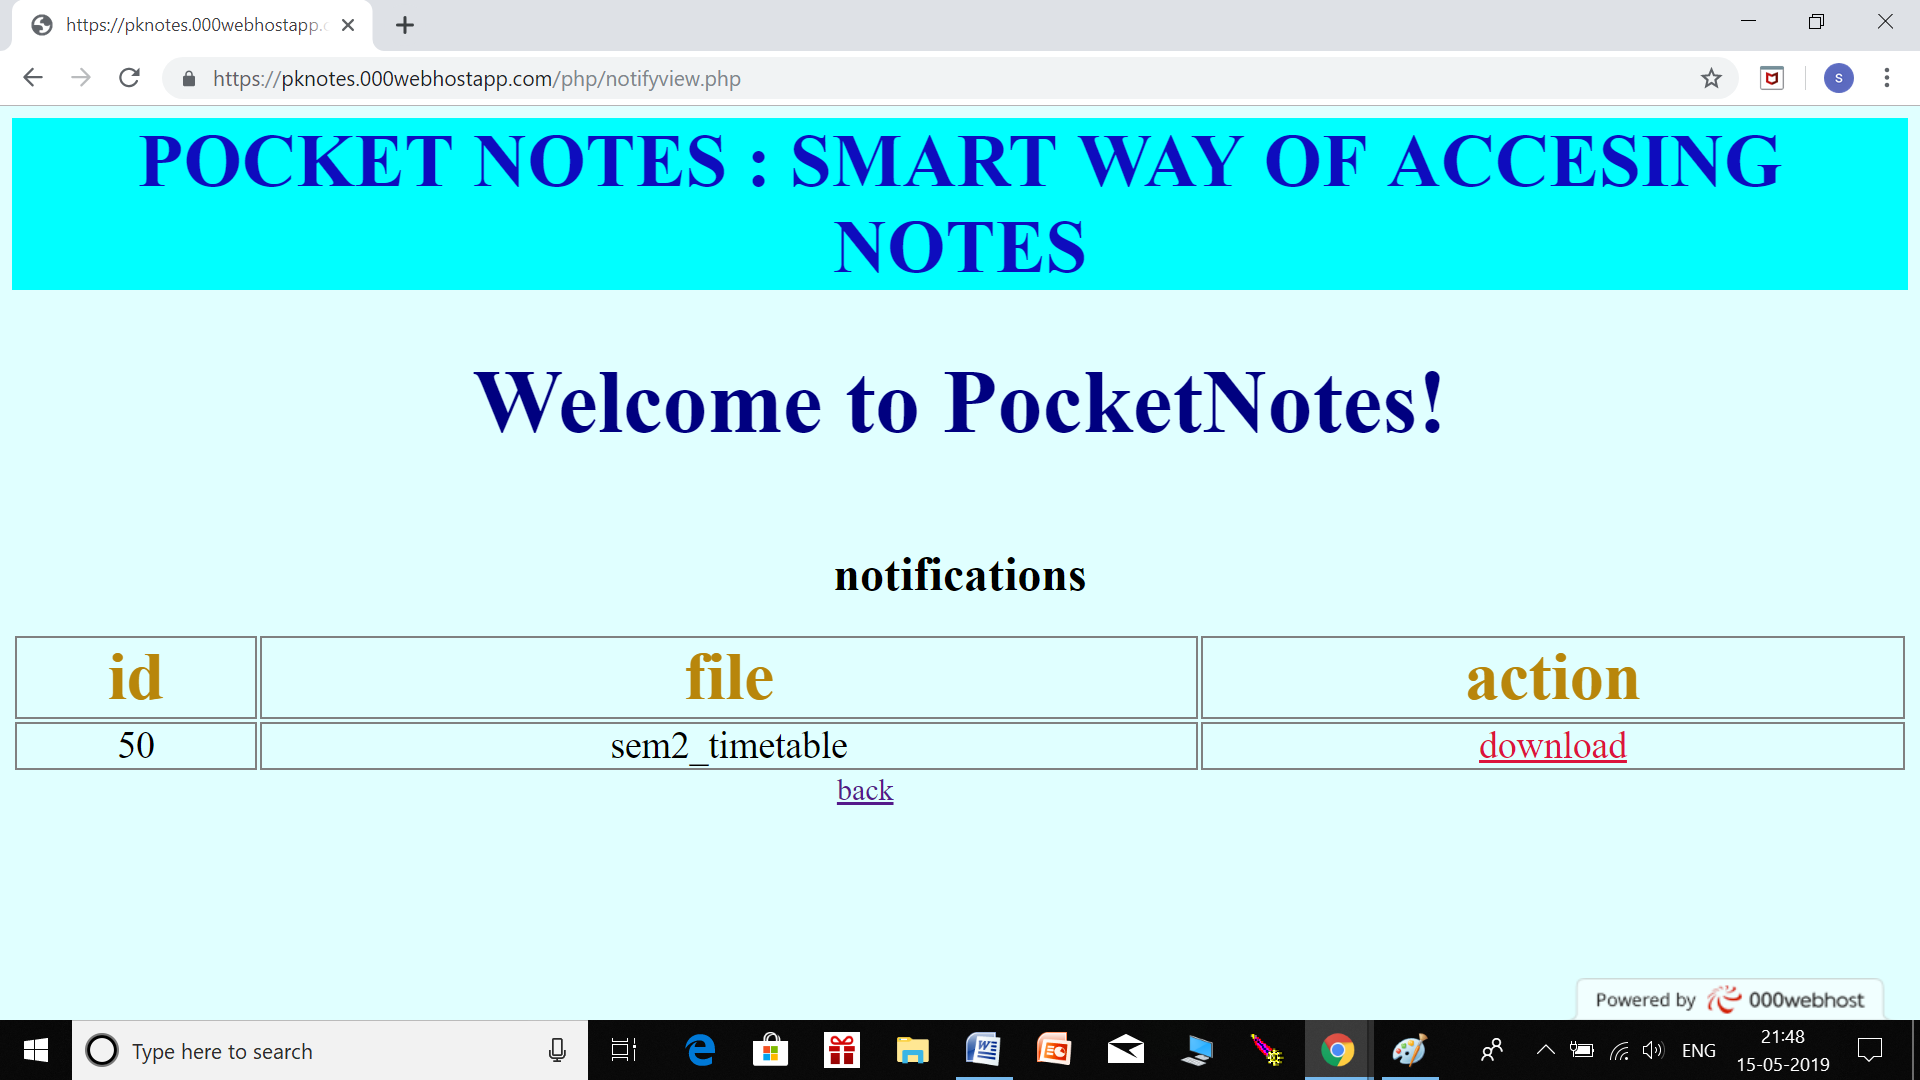 https://pknotes.000webhostapp.c
https://pknotes.000webhostapp.com/php/notifyview.php
S
POCKET NOTES : SMART WAY OF ACCESING
NOTES
Welcome to PocketNotes!
notifications
id file action
50 sem2_timetable download
back
Powered by 000webhost
Type here to search
ENG
21:48
15-05-2019